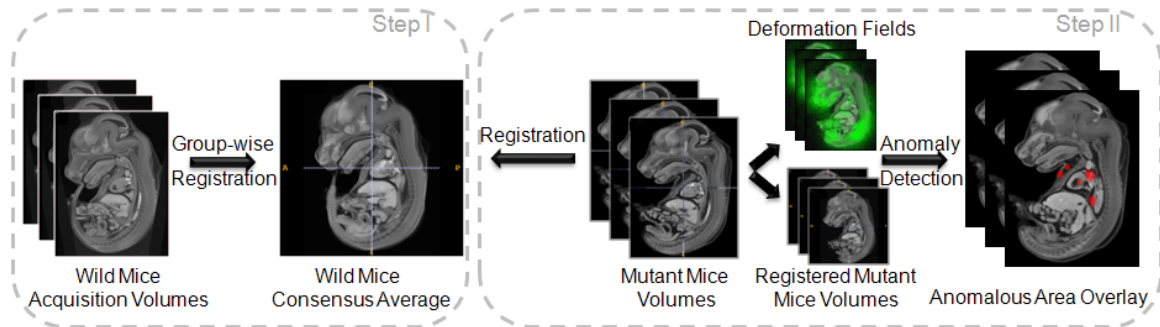 Step I
Group-wise
Registration
Wild Mice
Acquisition Volumes
Wild Mice
Consensus Average
A
P
Step II
Deformation Fields
Registration
Anomaly
Detection
Mutant Mice
Volumes
Registered Mutant
Mice Volumes
Anomalous Area Overlay